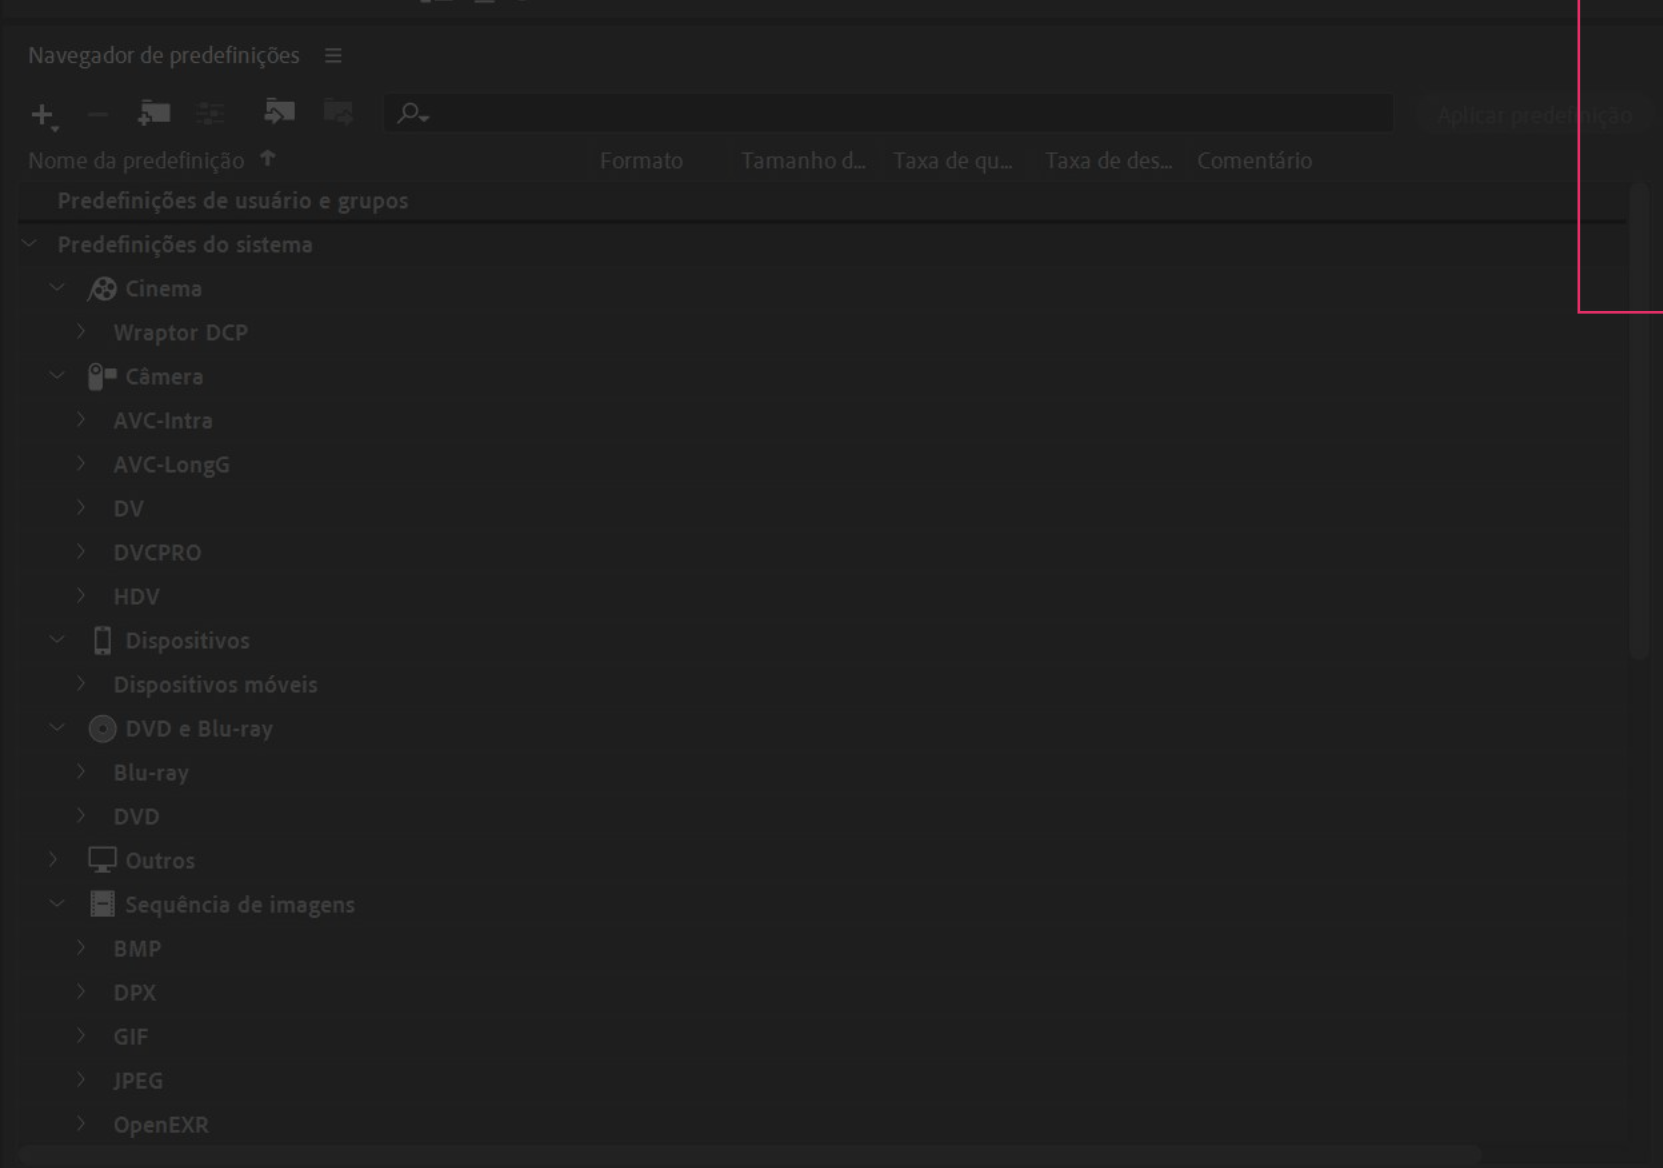 Navegador de predefinições
Aplicar predefinição
Nome da predefinição Formato Tamanho d... Taxa de qu... Taxa de des... Comentário
Predefinições de usuário e grupos
Predefinições do sistema
Cinema
Wraptor DCP
Câmera
AVC-Intra
AVC-LongG
DV
DVCPRO
HDV
Dispositivos
Dispositivos móveis
DVD e Blu-ray
Blu-ray
DVD
Outros
Sequência de imagens
BMP
DPX
GIF
JPEG
OpenEXR